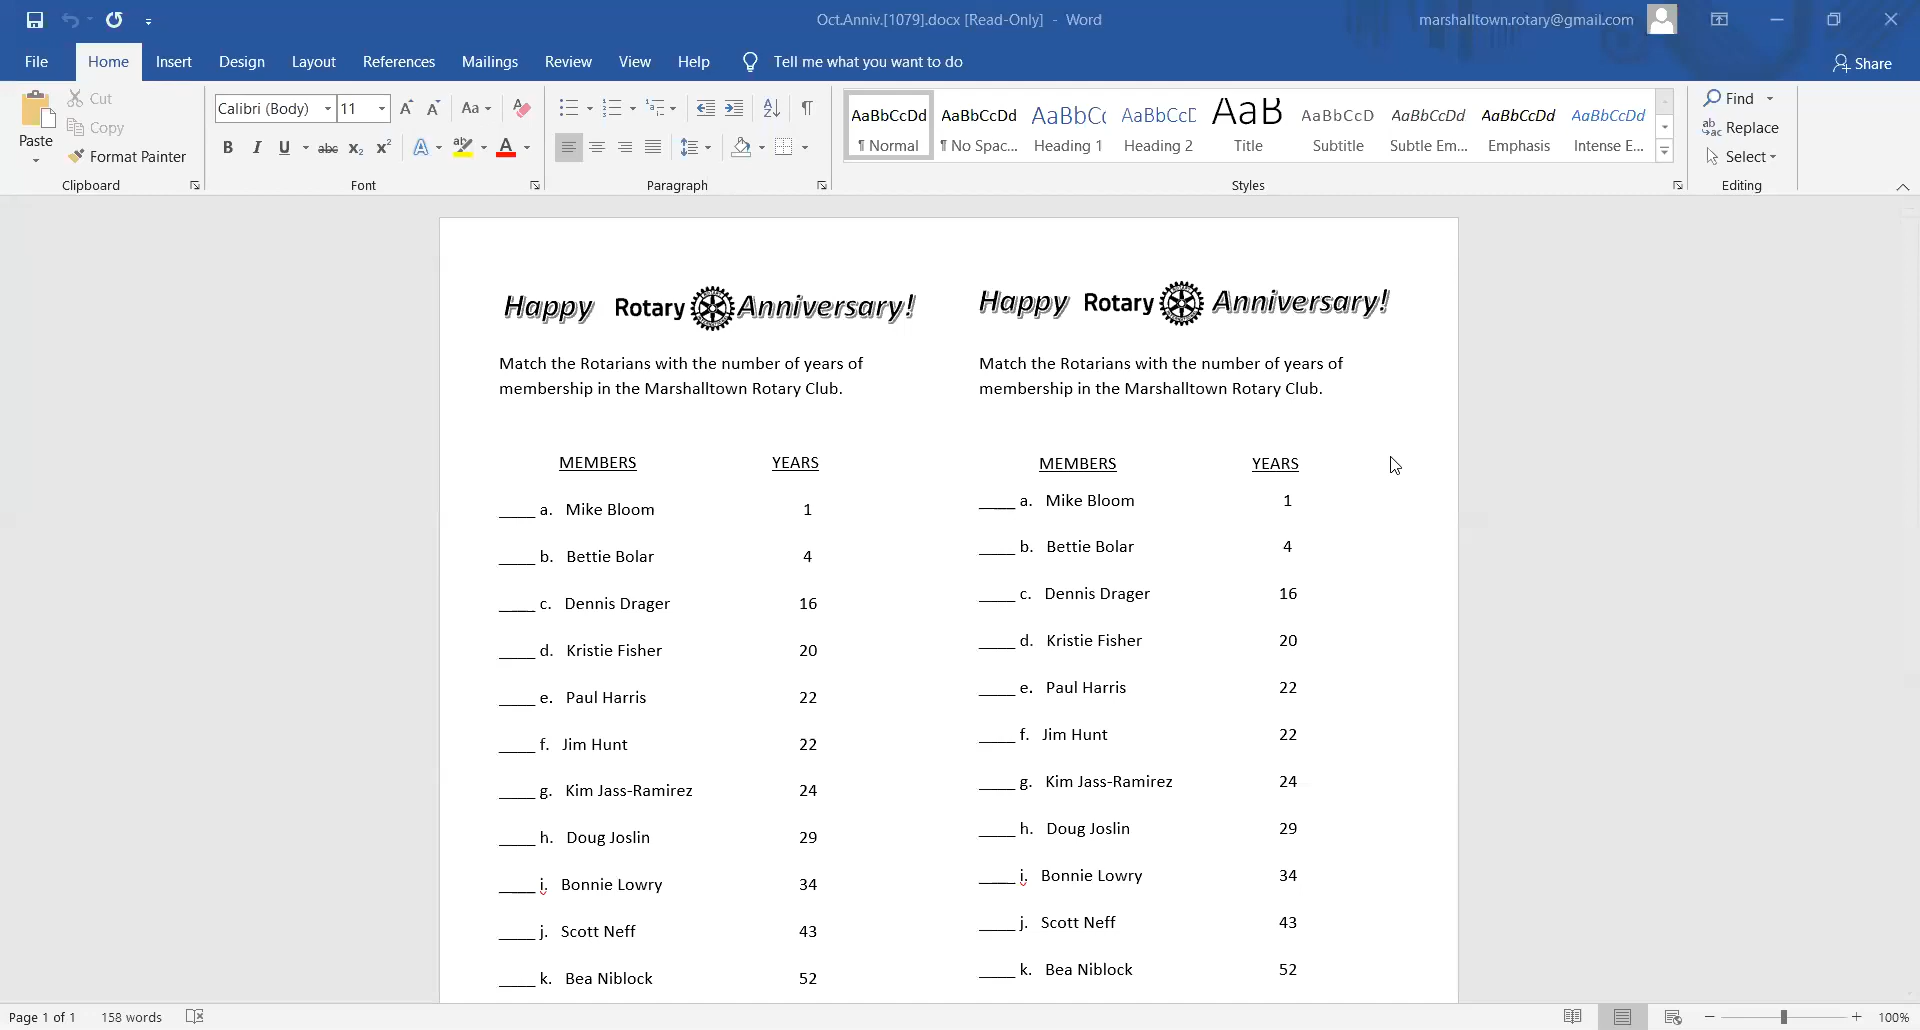 Oct.Anniv.[1079].docx [Read-Only] - Word
marshalltown.rotary@gmail.com
File Home Insert Design Layout References Mailings Review View Help Tell me what you want to do Share
Paste
Cut
Copy
Format Painter
Clipboard
Calibri (Body) 11
Aa
B I U abc X₂ X² A A
Font
Paragraph
AaBbCcDd ¶ Normal
AaBbCcDd ¶ No Spac...
AaBbCc Heading 1
AaBbCcD Heading 2
AaB Title
AaBbCcD Subtitle
AaBbCcDd Subtle Em...
AaBbCcDd Emphasis
AaBbCcDd Intense E...
Styles
Find
Replace
Select
Editing
Happy Rotary Anniversary!
Match the Rotarians with the number of years of
membership in the Marshalltown Rotary Club.
MEMBERS YEARS
____ a. Mike Bloom 1
____ b. Bettie Bolar 4
____ c. Dennis Drager 16
____ d. Kristie Fisher 20
____ e. Paul Harris 22
____ f. Jim Hunt 22
____ g. Kim Jass-Ramirez 24
____ h. Doug Joslin 29
____ i. Bonnie Lowry 34
____ j. Scott Neff 43
____ k. Bea Niblock 52
Happy Rotary Anniversary!
Match the Rotarians with the number of years of
membership in the Marshalltown Rotary Club.
MEMBERS YEARS
____ a. Mike Bloom 1
____ b. Bettie Bolar 4
____ c. Dennis Drager 16
____ d. Kristie Fisher 20
____ e. Paul Harris 22
____ f. Jim Hunt 22
____ g. Kim Jass-Ramirez 24
____ h. Doug Joslin 29
____ i. Bonnie Lowry 34
____ j. Scott Neff 43
____ k. Bea Niblock 52
Page 1 of 1 158 words 100%